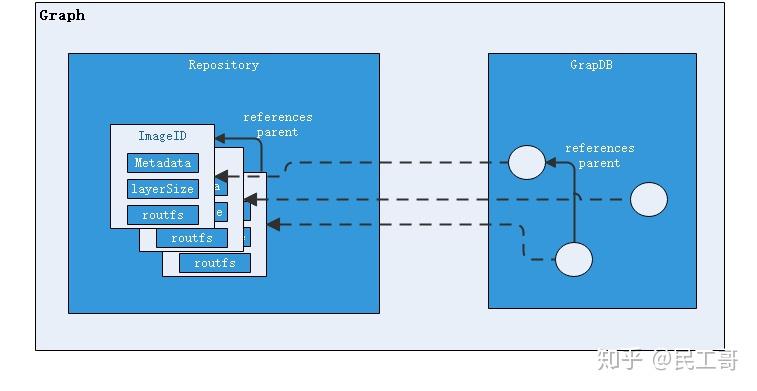 Graph
Repository
GrapDB
references
parent
ImageID
Metadata
layerSize
routfs
a
e
routfs
e
routfs
references
parent
知乎 @民工哥